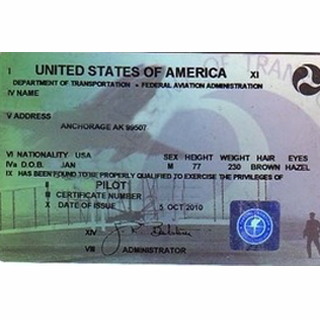 I UNITED STATES OF AMERICA XI
DEPARTMENT OF TRANSPORTATION • FEDERAL AVIATION ADMINISTRATION
IV NAME
V ADDRESS
ANCHORAGE AK 99507
VI NATIONALITY USA SEX HEIGHT WEIGHT HAIR EYES
IVa D.O.B. JAN M 77 230 BROWN HAZEL
IX HAS BEEN FOUND TO BE PROPERLY QUALIFIED TO EXERCISE THE PRIVILEGES OF
II PILOT
III CERTIFICATE NUMBER
X DATE OF ISSUE 5 OCT 2010
XIV
VIII ADMINISTRATOR